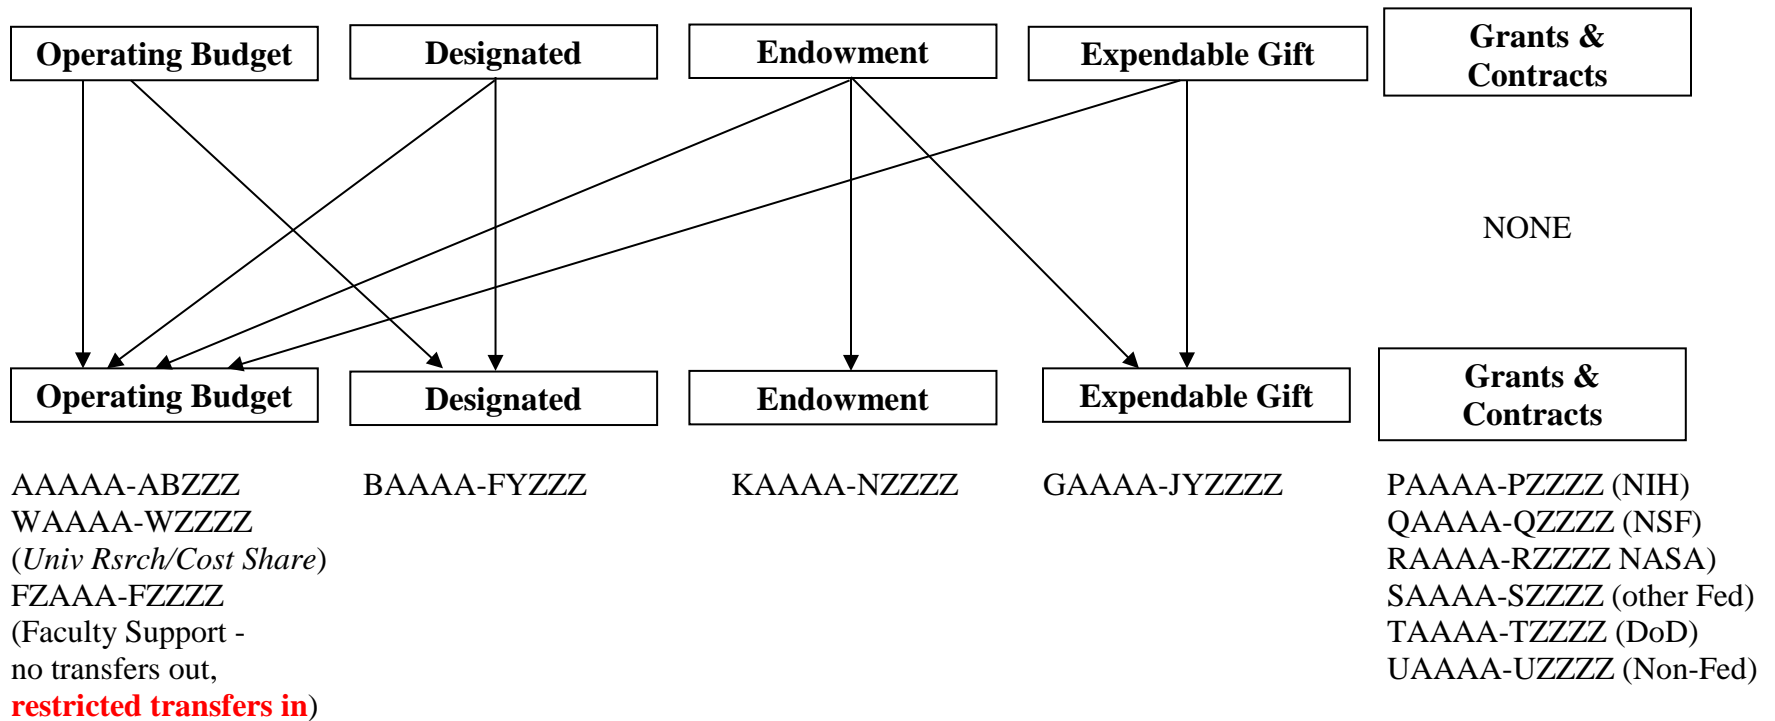 Operating Budget
Designated
Endowment
Expendable Gift
Grants &
Contracts
NONE
Operating Budget
Designated
Endowment
Expendable Gift
Grants &
Contracts
AAAAA-ABZZZ
WAAAA-WZZZZ
(Univ Rsrch/Cost Share)
FZAAA-FZZZZ
(Faculty Support -
no transfers out,
restricted transfers in)
BAAAA-FYZZZ
KAAAA-NZZZZ
GAAAA-JYZZZZ
PAAAA-PZZZZ (NIH)
QAAAA-QZZZZ (NSF)
RAAAA-RZZZZ NASA)
SAAAA-SZZZZ (other Fed)
TAAAA-TZZZZ (DoD)
UAAAA-UZZZZ (Non-Fed)